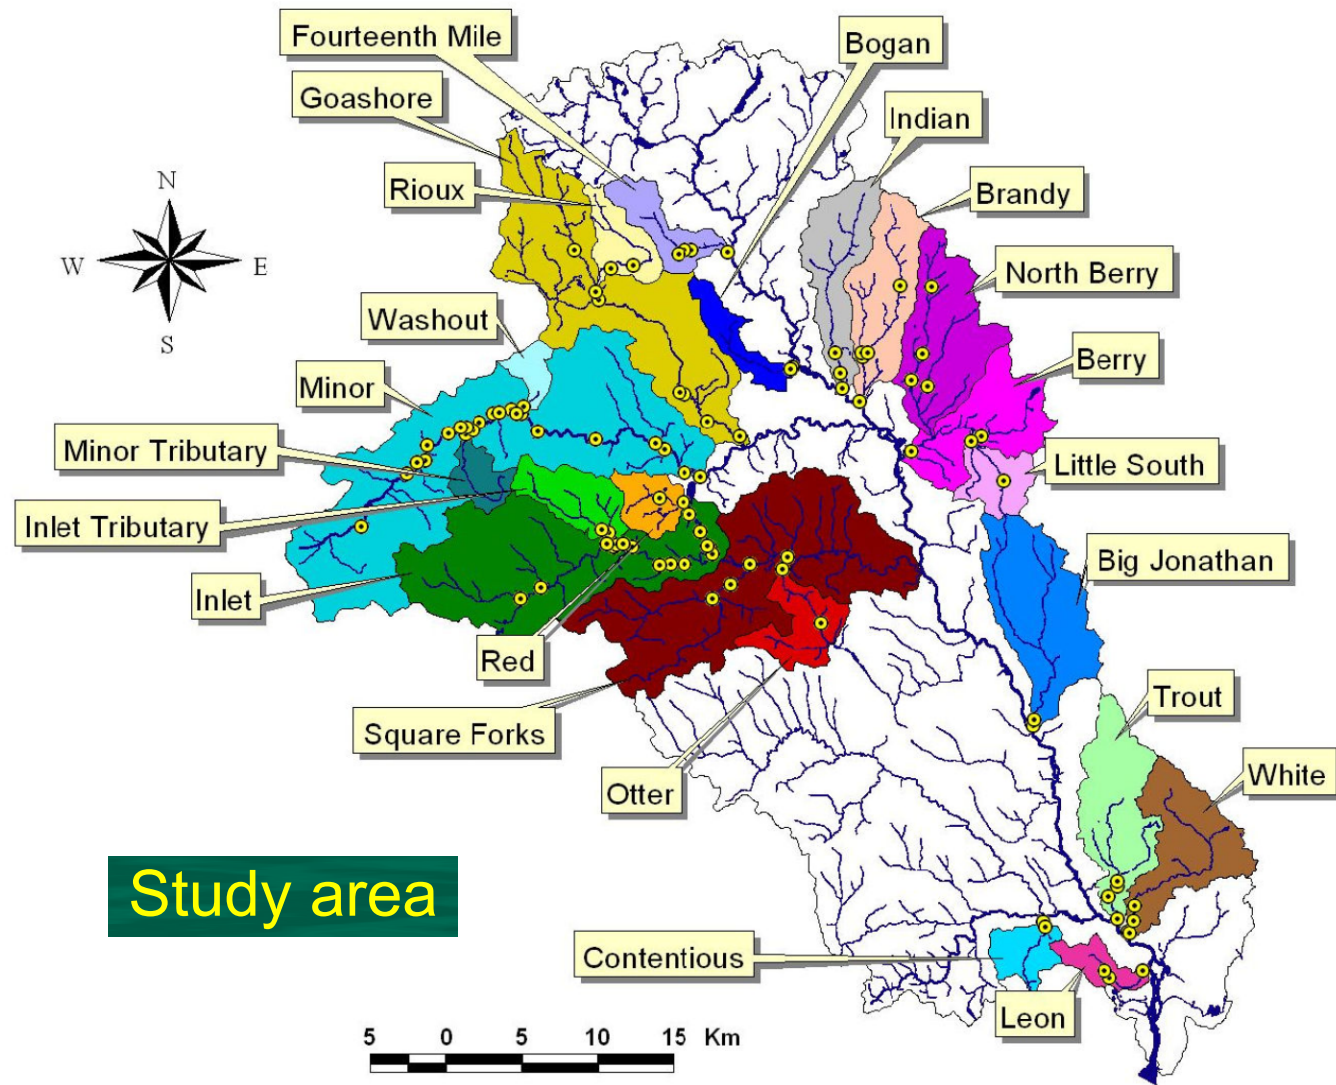 Fourteenth Mile
Bogan
Goashore
Indian
Rioux
Brandy
N
W
E
S
North Berry
Washout
Berry
Minor
Minor Tributary
Little South
Inlet Tributary
Big Jonathan
Inlet
Red
Trout
Square Forks
White
Otter
Study area
Contentious
Leon
5 0 5 10 15 Km